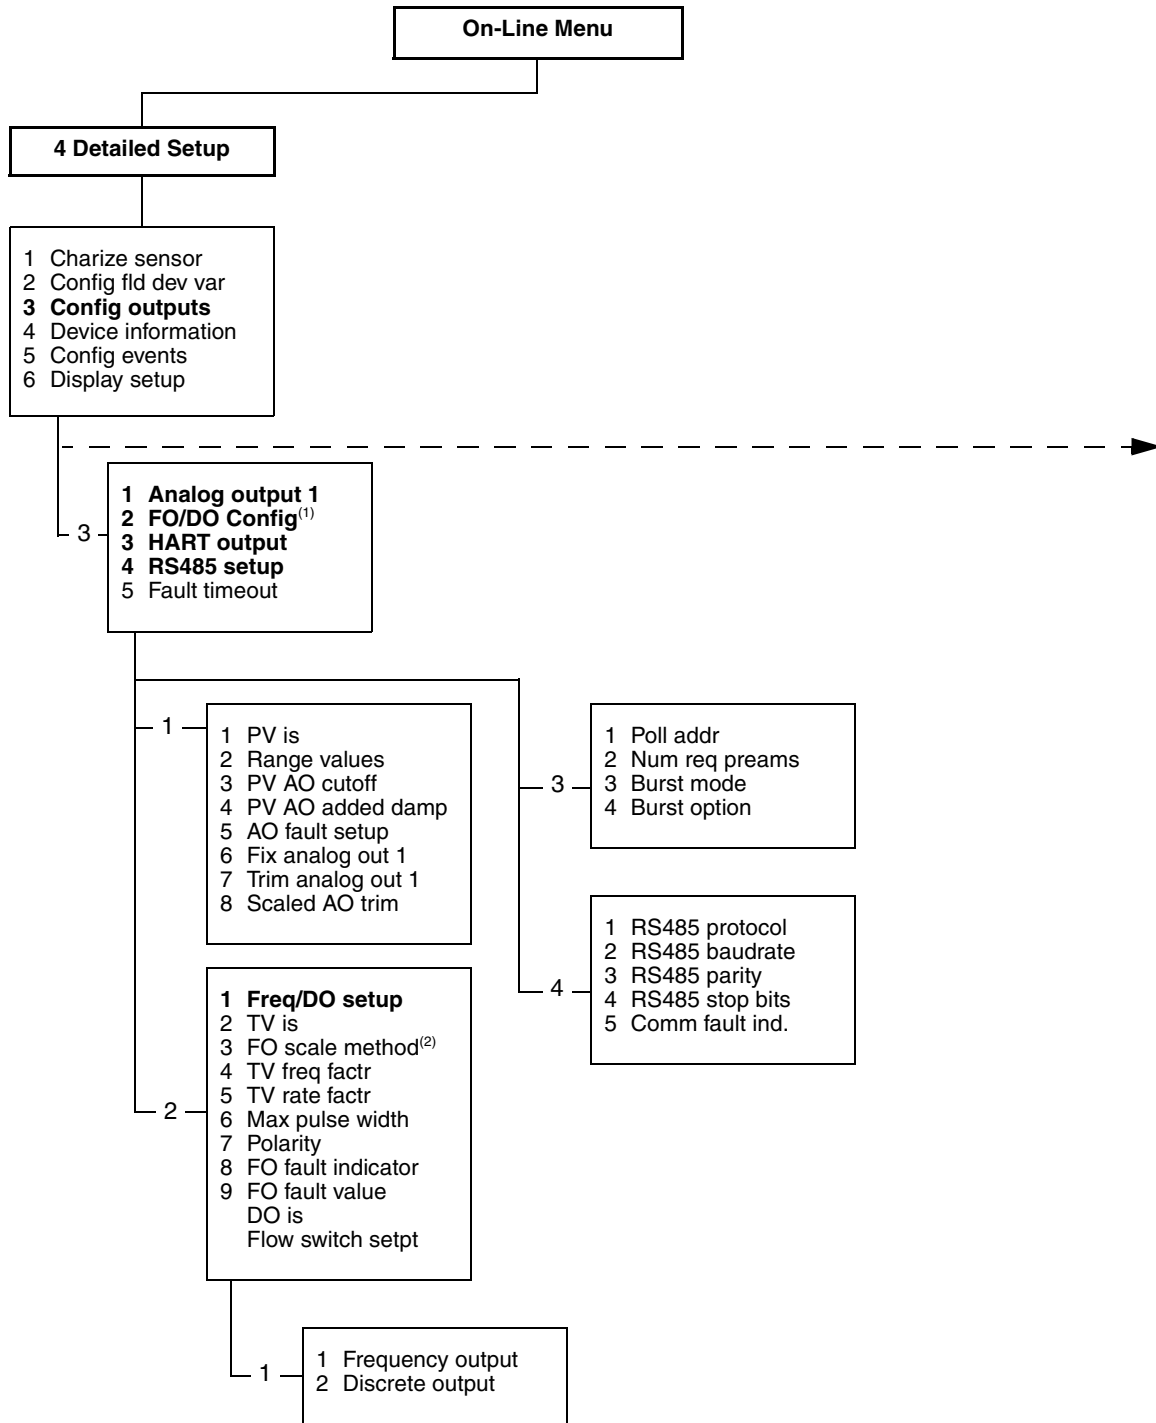 On-Line Menu
4 Detailed Setup
1 Charize sensor
2 Config fld dev var
3 Config outputs
4 Device information
5 Config events
6 Display setup
3
1 Analog output 1
2 FO/DO Config(1)
3 HART output
4 RS485 setup
5 Fault timeout
1
1 PV is
2 Range values
3 PV AO cutoff
4 PV AO added damp
5 AO fault setup
6 Fix analog out 1
7 Trim analog out 1
8 Scaled AO trim
3
1 Poll addr
2 Num req preams
3 Burst mode
4 Burst option
4
1 RS485 protocol
2 RS485 baudrate
3 RS485 parity
4 RS485 stop bits
5 Comm fault ind.
2
1 Freq/DO setup
2 TV is
3 FO scale method(2)
4 TV freq factr
5 TV rate factr
6 Max pulse width
7 Polarity
8 FO fault indicator
9 FO fault value
DO is
Flow switch setpt
1
1 Frequency output
2 Discrete output